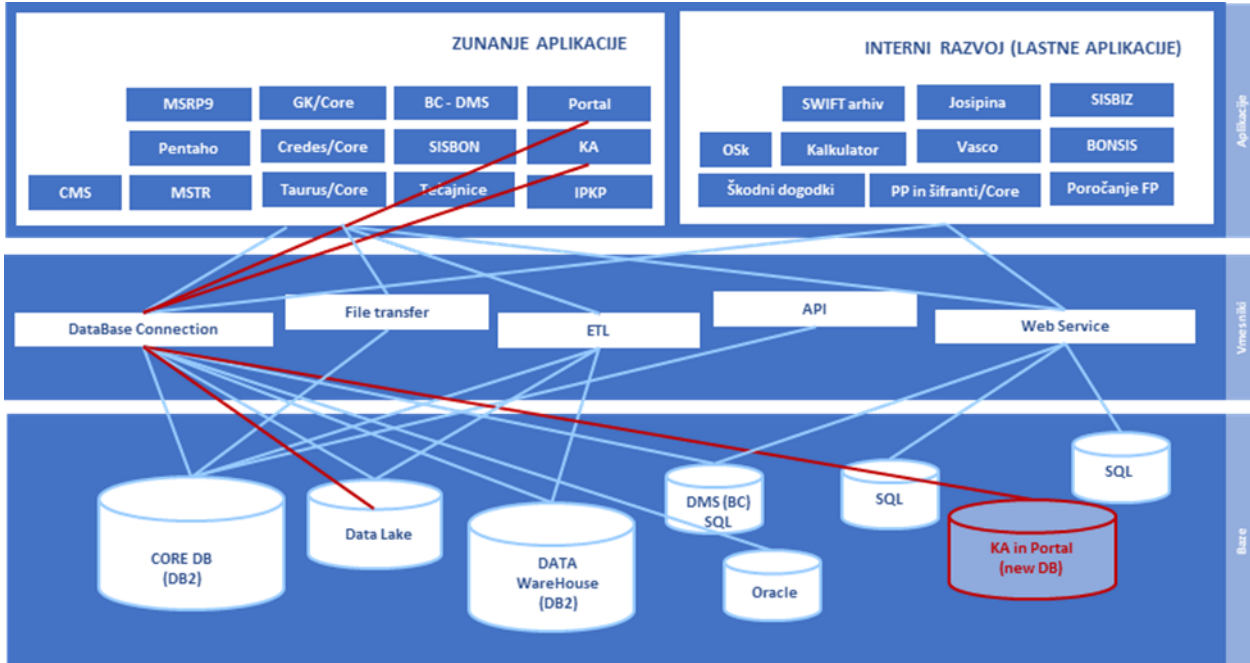 ZUNANJE APLIKACIJE
MSRP9
GK/Core
BC - DMS
Portal
Pentaho
Credes/Core
SISBON
KA
CMS
MSTR
Taurus/Core
Tečajnice
IPKP
INTERNI RAZVOJ (LASTNE APLIKACIJE)
SWIFT arhiv
Josipina
SISBIZ
OSk
Kalkulator
Vasco
BONSIS
Škodni dogodki
PP in šifranti/Core
Poročanje FP
Aplikacije
DataBase Connection
File transfer
ETL
API
Web Service
Vmesniki
CORE DB
(DB2)
Data Lake
DATA
WareHouse
(DB2)
DMS (BC)
SQL
Oracle
SQL
KA in Portal
(new DB)
SQL
Baze